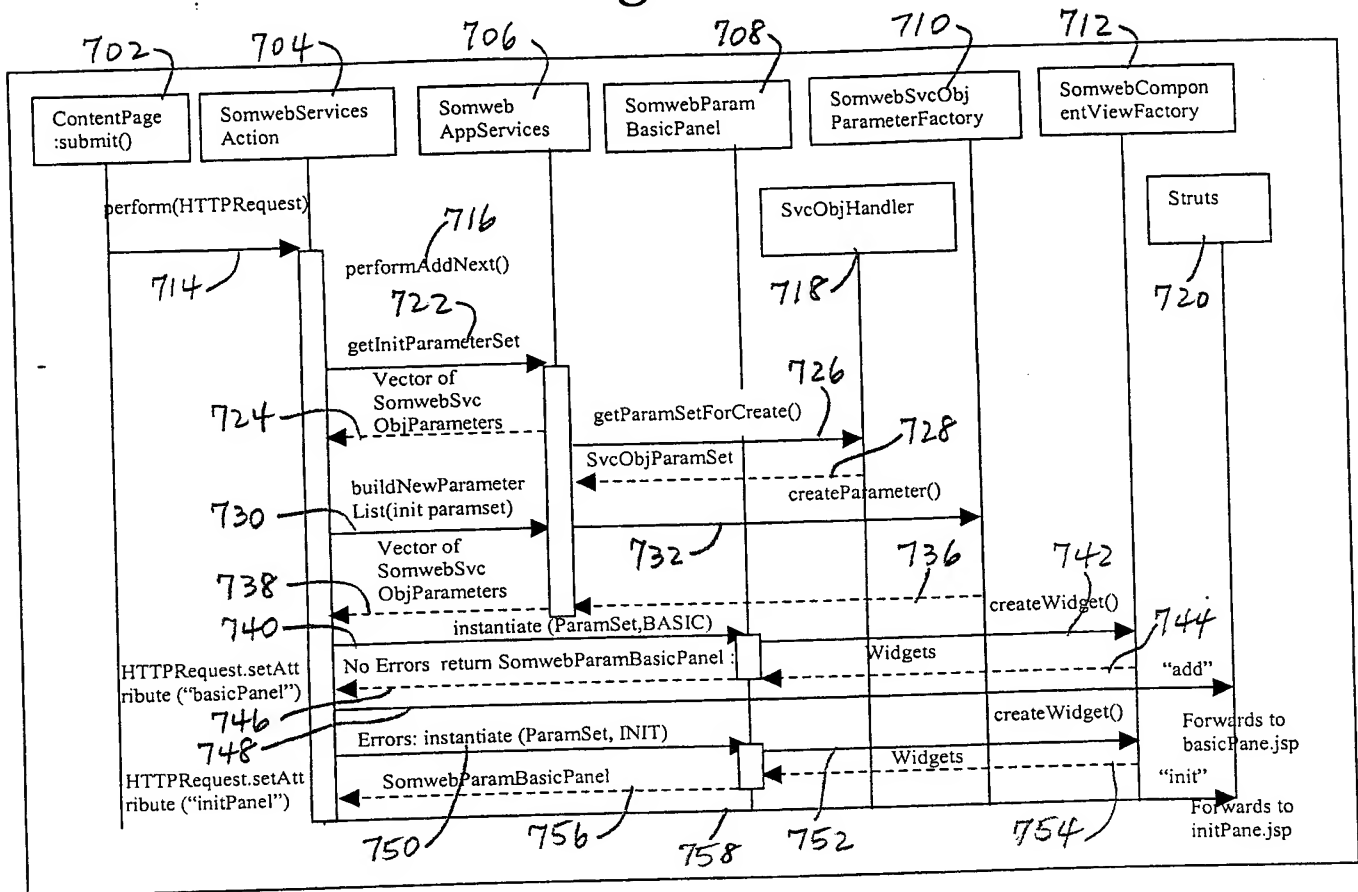 702
704
706
708
710
712
ContentPage
:submit()
SomwebServices
Action
Somweb
AppServices
SomwebParam
BasicPanel
SomwebSvcObj
ParameterFactory
SomwebCompon
entViewFactory
perform(HTTPRequest)
714
SvcObjHandler
718
Struts
720
716
performAddNext()
722
getInitParameterSet
Vector of
SomwebSvc
ObjParameters
724
726
getParamSetForCreate()
728
SvcObjParamSet
buildNewParameter
List(init paramset)
730
createParameter()
732
Vector of
SomwebSvc
ObjParameters
738
736
742
createWidget()
740
instantiate (ParamSet,BASIC)
744
HTTPRequest.setAtt
ribute ("basicPanel")
No Errors return SomwebParamBasicPanel :
Widgets
"add"
746
748
createWidget()
Forwards to
basicPane.jsp
Errors: instantiate (ParamSet, INIT)
Widgets
HTTPRequest.setAtt
ribute ("initPanel")
SomwebParamBasicPanel
"init"
Forwards to
initPane.jsp
750
756
758
752
754